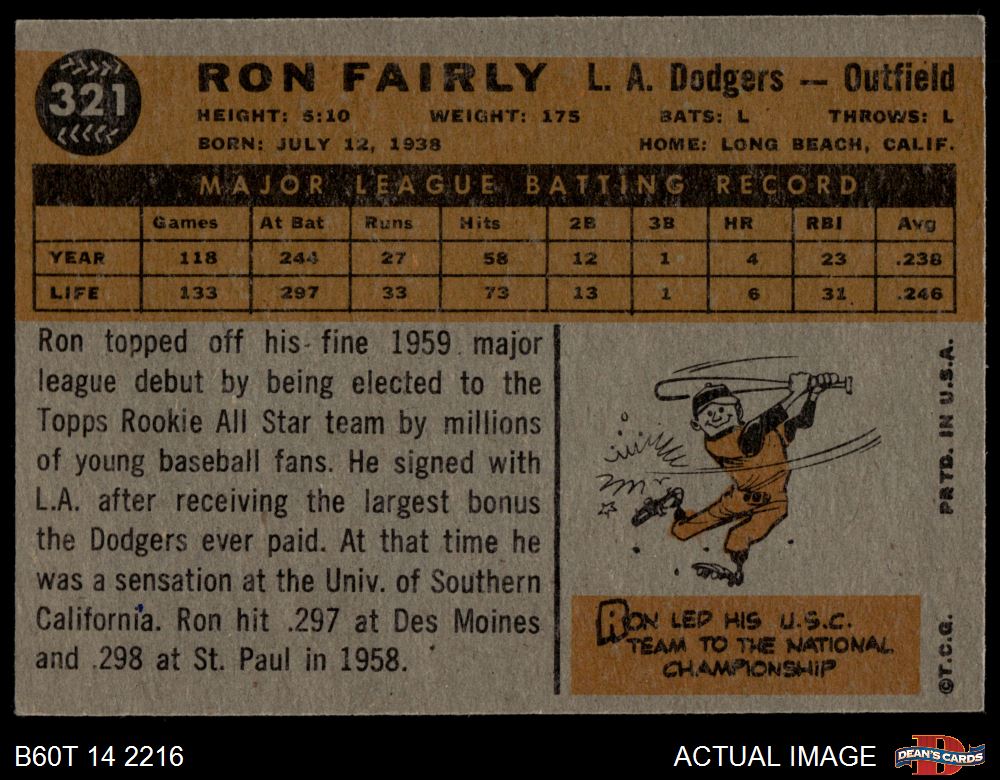 321
RON FAIRLY L. A. Dodgers — Outfield
HEIGHT: 5:10 WEIGHT: 175 BATS: L THROWS: L
BORN: JULY 12, 1938 HOME: LONG BEACH, CALIF.
MAJOR LEAGUE BATTING RECORD
Games At Bat Runs Hits 2B 3B HR RBI Avg
YEAR 118 244 27 58 12 1 4 23 .238
LIFE 133 297 33 73 13 1 6 31 .246
Ron topped off his fine 1959 major
league debut by being elected to the
Topps Rookie All Star team by millions
of young baseball fans. He signed with
L.A. after receiving the largest bonus
the Dodgers ever paid. At that time he
was a sensation at the Univ. of Southern
California. Ron hit .297 at Des Moines
and .298 at St. Paul in 1958.
RON LED HIS U.S.C.
TEAM TO THE NATIONAL
CHAMPIONSHIP
PRTD. IN U.S.A.
©T.C.G.
B60T 14 2216
ACTUAL IMAGE
D
DEAN'S CARDS